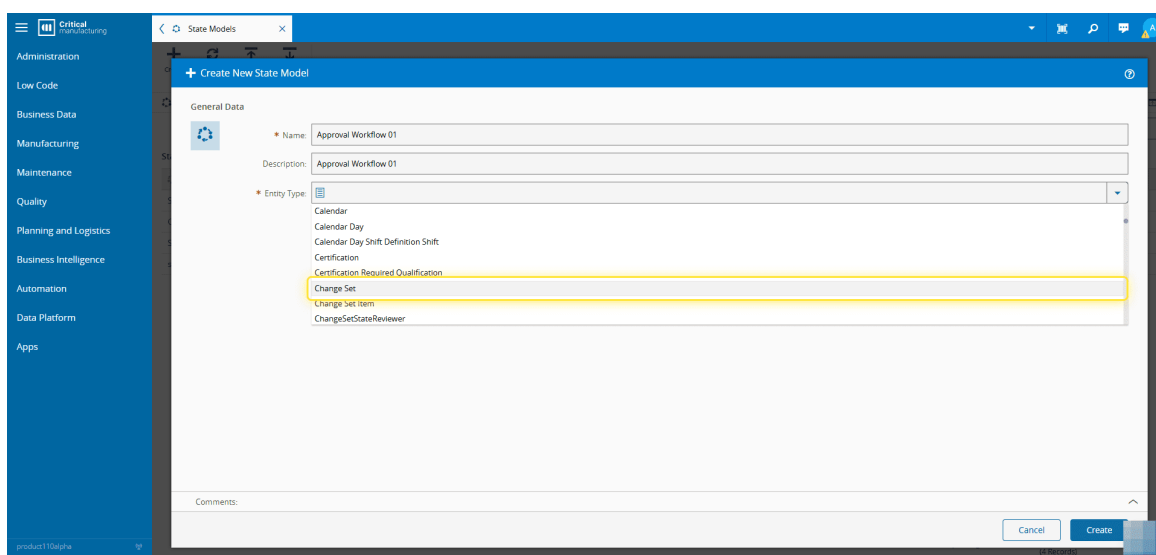 Critical
manufacturing
State Models
Administration
Low Code
Business Data
Manufacturing
Maintenance
Quality
Planning and Logistics
Business Intelligence
Automation
Data Platform
Apps
product110alpha
Create New State Model
General Data
* Name: Approval Workflow 01
Description: Approval Workflow 01
* Entity Type:
Calendar
Calendar Day
Calendar Day Shift Definition Shift
Certification
Certification Required Qualification
Change Set
Change Set Item
ChangeSetStateReviewer
Comments:
Cancel
Create
(4 Records)